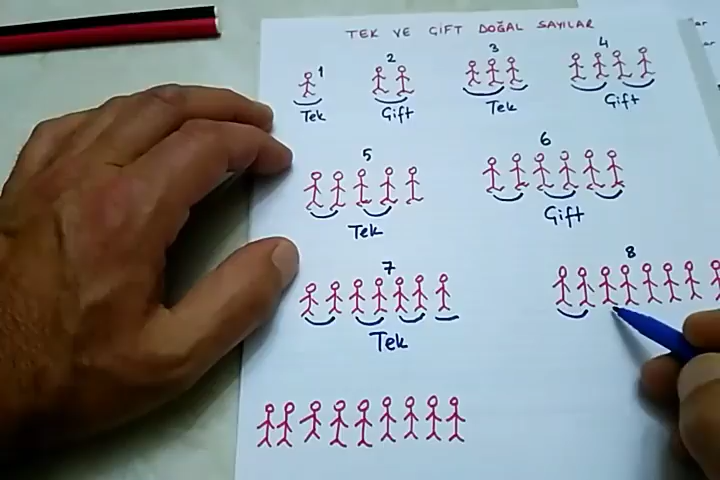 TEK VE ÇİFT DOĞAL SAYILAR
1 2 3 4
Tek Çift Tek Çift
5 6
Tek Çift
7 8
Tek